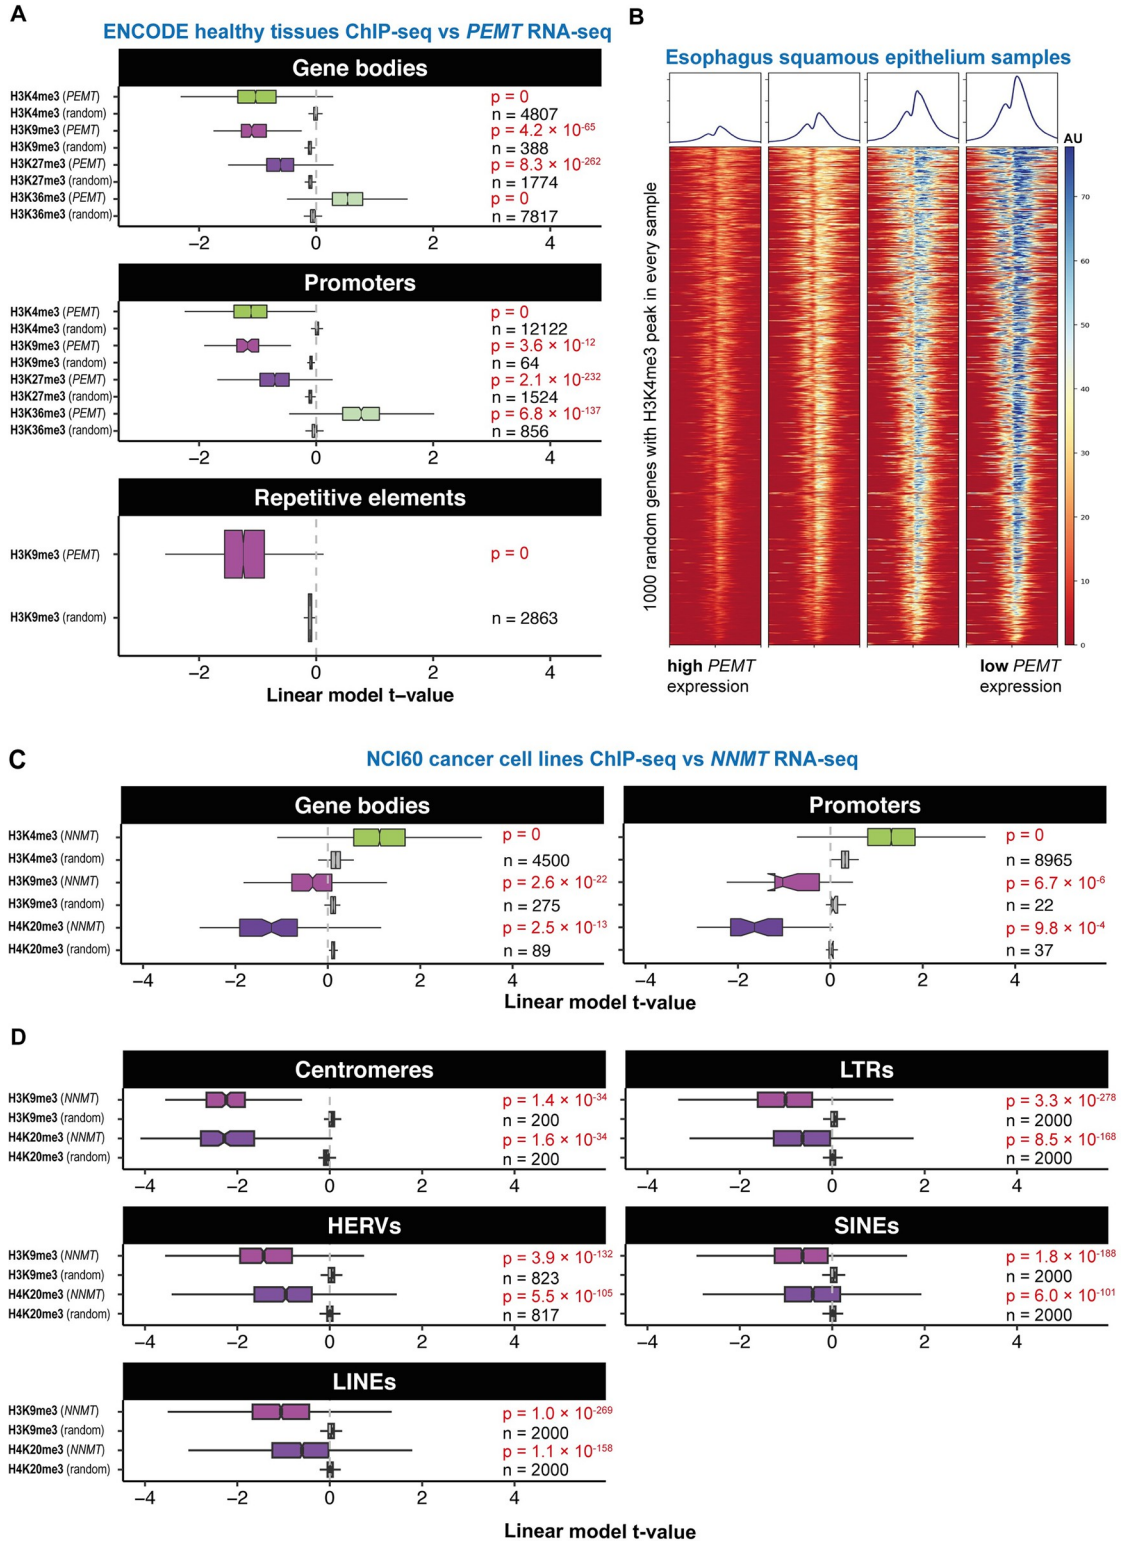 A
ENCODE healthy tissues ChIP-seq vs PEMT RNA-seq
Gene bodies
H3K4me3 (PEMT)
p = 0
H3K4me3 (random)
n = 4807
H3K9me3 (PEMT)
p = 4.2 × 10-65
H3K9me3 (random)
n = 388
H3K27me3 (PEMT)
p = 8.3 × 10-262
H3K27me3 (random)
n = 1774
H3K36me3 (PEMT)
p = 0
H3K36me3 (random)
n = 7817
−2 0 2 4
Promoters
H3K4me3 (PEMT)
p = 0
H3K4me3 (random)
n = 12122
H3K9me3 (PEMT)
p = 3.6 × 10-12
H3K9me3 (random)
n = 64
H3K27me3 (PEMT)
p = 2.1 × 10-232
H3K27me3 (random)
n = 1524
H3K36me3 (PEMT)
p = 6.8 × 10-137
H3K36me3 (random)
n = 856
−2 0 2 4
Repetitive elements
H3K9me3 (PEMT)
p = 0
H3K9me3 (random)
n = 2863
−2 0 2 4
Linear model t−value
B
Esophagus squamous epithelium samples
AU
70
60
50
40
30
20
10
0
1000 random genes with H3K4me3 peak in every sample
high PEMT
expression
low PEMT
expression
C
NCI60 cancer cell lines ChIP-seq vs NNMT RNA-seq
Gene bodies
H3K4me3 (NNMT)
p = 0
H3K4me3 (random)
n = 4500
H3K9me3 (NNMT)
p = 2.6 × 10-22
H3K9me3 (random)
n = 275
H4K20me3 (NNMT)
p = 2.5 × 10-13
H4K20me3 (random)
n = 89
−4 −2 0 2 4
Promoters
p = 0
n = 8965
p = 6.7 × 10-6
n = 22
p = 9.8 × 10-4
n = 37
−4 −2 0 2 4
Linear model t-value
D
Centromeres
H3K9me3 (NNMT)
p = 1.4 × 10-34
H3K9me3 (random)
n = 200
H4K20me3 (NNMT)
p = 1.6 × 10-34
H4K20me3 (random)
n = 200
−4 −2 0 2 4
LTRs
p = 3.3 × 10-278
n = 2000
p = 8.5 × 10-168
n = 2000
−4 −2 0 2 4
HERVs
H3K9me3 (NNMT)
p = 3.9 × 10-132
H3K9me3 (random)
n = 823
H4K20me3 (NNMT)
p = 5.5 × 10-105
H4K20me3 (random)
n = 817
−4 −2 0 2 4
SINEs
p = 1.8 × 10-188
n = 2000
p = 6.0 × 10-101
n = 2000
−4 −2 0 2 4
LINEs
H3K9me3 (NNMT)
p = 1.0 × 10-269
H3K9me3 (random)
n = 2000
H4K20me3 (NNMT)
p = 1.1 × 10-158
H4K20me3 (random)
n = 2000
−4 −2 0 2 4
Linear model t-value